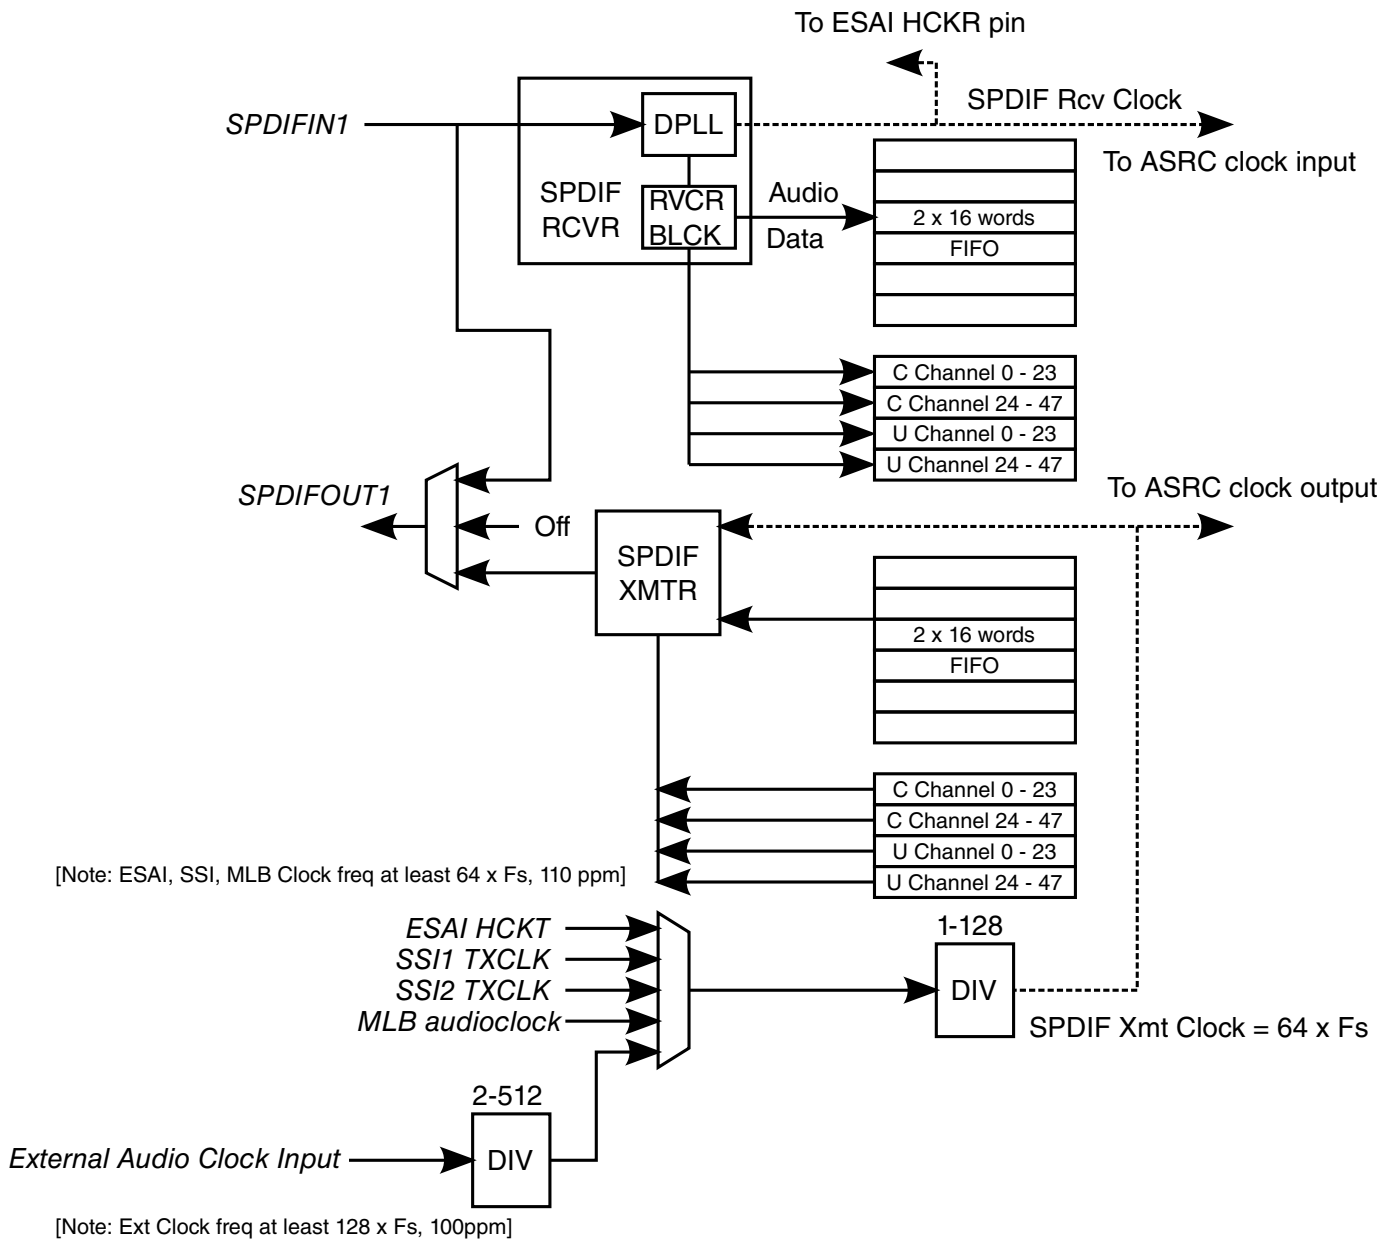 To ESAI HCKR pin
SPDIF Rcv Clock
SPDIFIN1
DPLL
To ASRC clock input
SPDIF
RCVR
RVCR
BLCK
Audio
Data
2 x 16 words
FIFO
C Channel 0 - 23
C Channel 24 - 47
U Channel 0 - 23
U Channel 24 - 47
SPDIFOUT1
Off
To ASRC clock output
SPDIF
XMTR
2 x 16 words
FIFO
C Channel 0 - 23
C Channel 24 - 47
U Channel 0 - 23
U Channel 24 - 47
[Note: ESAI, SSI, MLB Clock freq at least 64 x Fs, 110 ppm]
ESAI HCKT
SSI1 TXCLK
SSI2 TXCLK
MLB audioclock
1-128
DIV
SPDIF Xmt Clock = 64 x Fs
2-512
External Audio Clock Input
DIV
[Note: Ext Clock freq at least 128 x Fs, 100ppm]